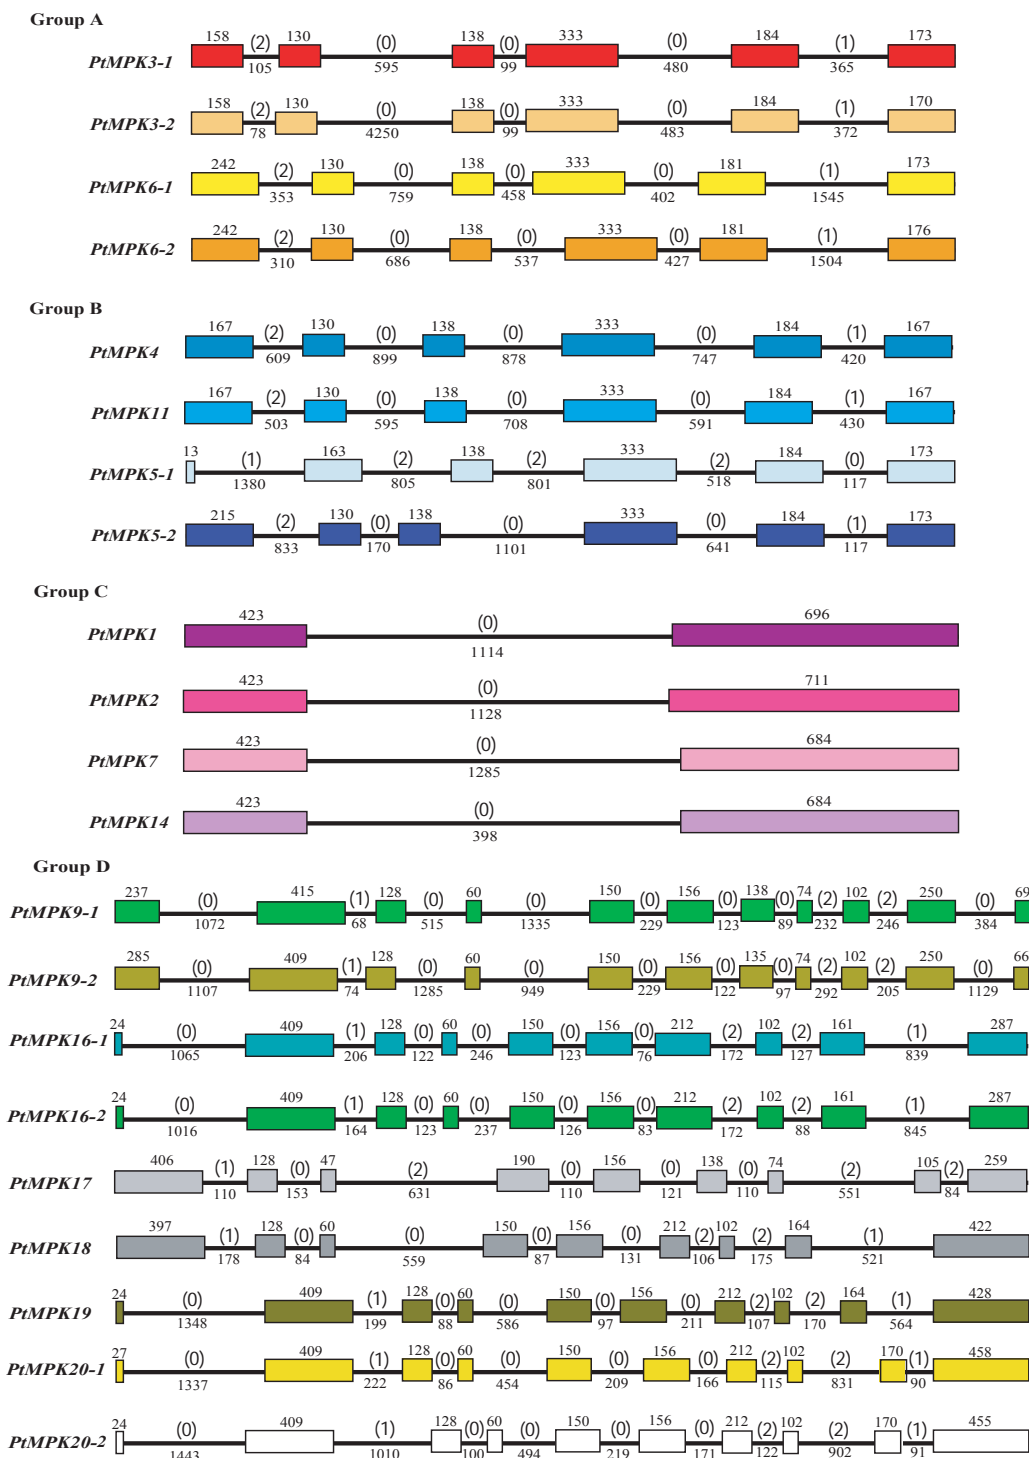 Group A
158 (2) 130 (0) 138 (0) 333 (0) 184 (1) 173
PtMPK3-1
105 595 99 480 365
158 (2) 130 (0) 138 (0) 333 (0) 184 (1) 170
PtMPK3-2
78 4250 99 483 372
242 (2) 130 (0) 138 (0) 333 (0) 181 (1) 173
PtMPK6-1
353 759 458 402 1545
242 (2) 130 (0) 138 (0) 333 (0) 181 (1) 176
PtMPK6-2
310 686 537 427 1504
Group B
167 (2) 130 (0) 138 (0) 333 (0) 184 (1) 167
PtMPK4
609 899 878 747 420
167 (2) 130 (0) 138 (0) 333 (0) 184 (1) 167
PtMPK11
503 595 708 591 430
13 (1) 163 (2) 138 (2) 333 (2) 184 (0) 173
PtMPK5-1
1380 805 801 518 117
215 (2) 130 (0) 138 (0) 333 (0) 184 (1) 173
PtMPK5-2
833 170 1101 641 117
Group C
423 (0) 696
PtMPK1
1114
423 (0) 711
PtMPK2
1128
423 (0) 684
PtMPK7
1285
423 (0) 684
PtMPK14
398
Group D
237 (0) 415 (1) 128 (0) 60 (0) 150 (0) 156 (0) 138 (0) 74 (2) 102 (2) 250 (0) 69
PtMPK9-1
1072 68 515 1335 229 123 89 232 246 384
285 (0) 409 (1) 128 (0) 60 (0) 150 (0) 156 (0) 135 (0) 74 (2) 102 (2) 250 (0) 66
PtMPK9-2
1107 74 1285 949 229 122 97 292 205 1129
24 (0) 409 (1) 128 (0) 60 (0) 150 (0) 156 (0) 212 (2) 102 (2) 161 (1) 287
PtMPK16-1
1065 206 122 246 123 76 172 127 839
24 (0) 409 (1) 128 (0) 60 (0) 150 (0) 156 (0) 212 (2) 102 (2) 161 (1) 287
PtMPK16-2
1016 164 123 237 126 83 172 88 845
406 (1) 128 (0) 47 (2) 190 (0) 156 (0) 138 (0) 74 (2) 105 (2) 259
PtMPK17
110 153 631 110 121 110 551 84
397 (1) 128 (0) 60 (0) 150 (0) 156 (0) 212 (2) 102 (2) 164 (1) 422
PtMPK18
178 84 559 87 131 106 175 521
24 (0) 409 (1) 128 (0) 60 (0) 150 (0) 156 (0) 212 (2) 102 (2) 164 (1) 428
PtMPK19
1348 199 88 586 97 211 107 170 564
27 (0) 409 (1) 128 (0) 60 (0) 150 (0) 156 (0) 212 (2) 102 (2) 170 (1) 458
PtMPK20-1
1337 222 86 454 209 166 115 831 90
24 (0) 409 (1) 128 (0) 60 (0) 150 (0) 156 (0) 212 (2) 102 (2) 170 (1) 455
PtMPK20-2
1443 1010 100 494 219 171 122 902 91